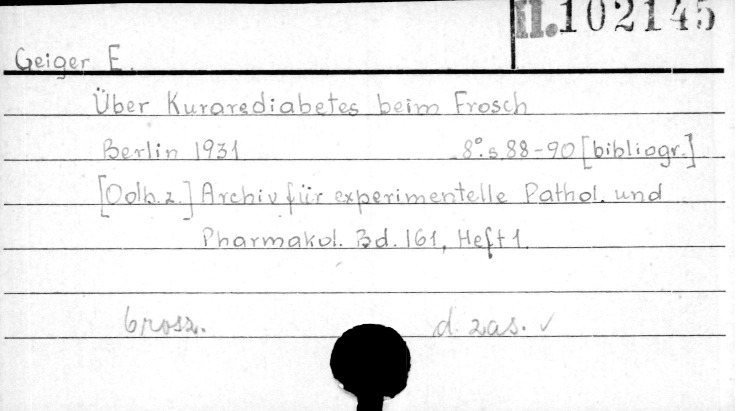 II.102145
Geiger E.
Über Kurarediabetes beim Frosch
Berlin 1931 8°.s 88-90 [bibliogr.]
[Odb. z.] Archiv für experimentelle Pathol. und
Pharmakol. Bd. 161, Heft 1.
brosz. d. zas. ✓